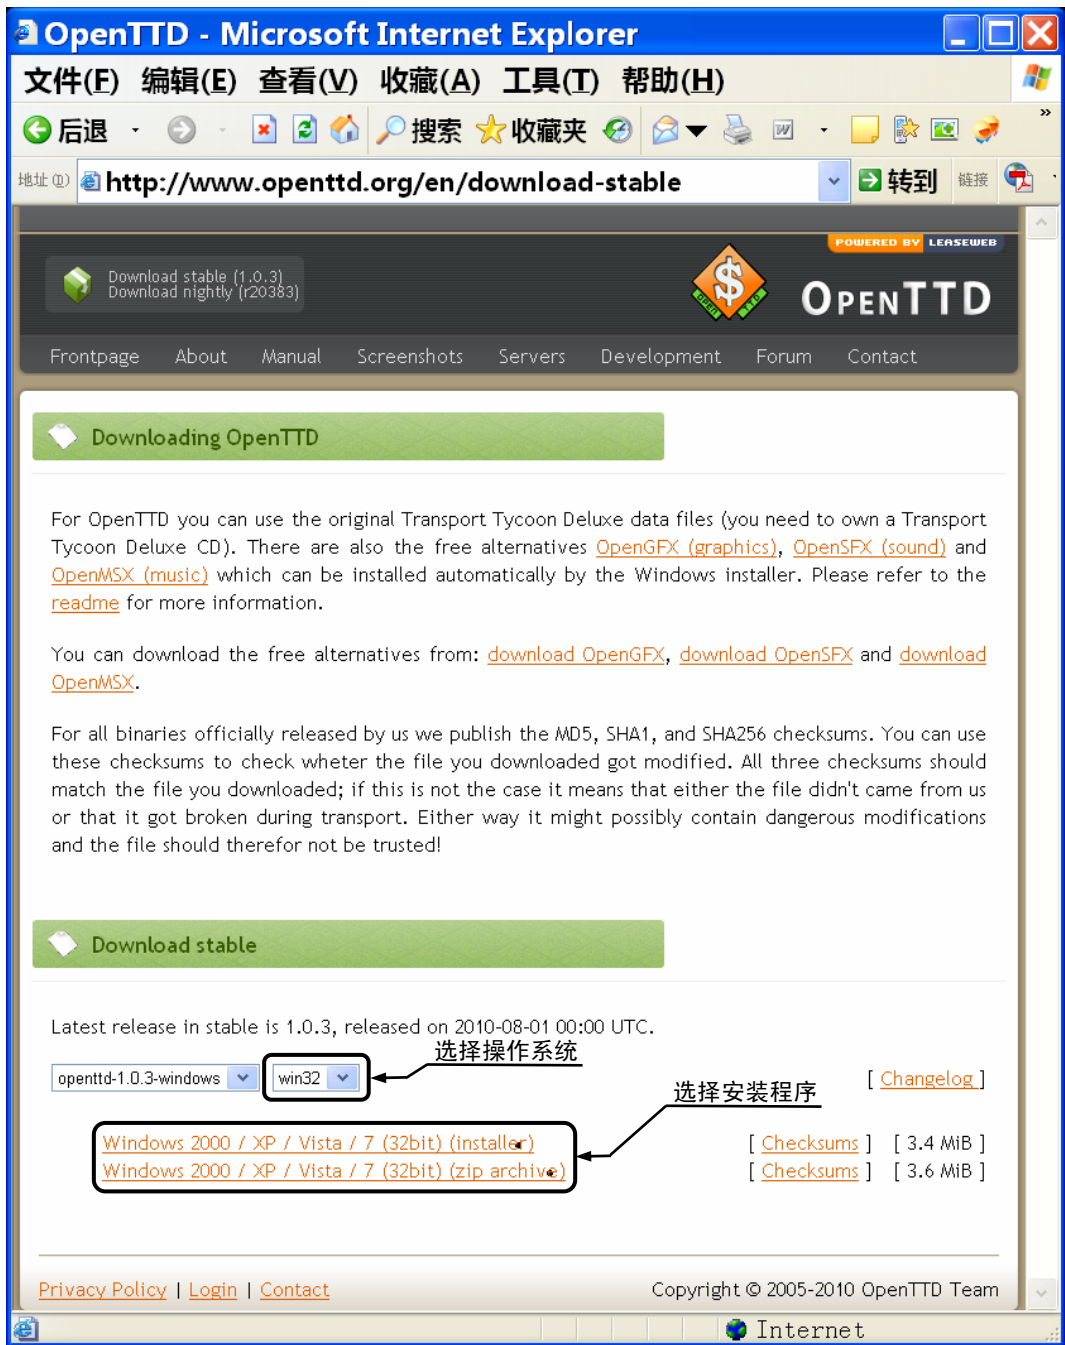 OpenTTD - Microsoft Internet Explorer
文件(F) 编辑(E) 查看(V) 收藏(A) 工具(T) 帮助(H)
后退 搜索 收藏夹 »
地址(D) http://www.openttd.org/en/download-stable 转到 链接
POWERED BY LEASEWEB
Download stable (1.0.3)
Download nightly (r20383)
$ OPEN TTD
OPENTTD
Frontpage About Manual Screenshots Servers Development Forum Contact
Downloading OpenTTD
For OpenTTD you can use the original Transport Tycoon Deluxe data files (you need to own a Transport
Tycoon Deluxe CD). There are also the free alternatives OpenGFX (graphics), OpenSFX (sound) and
OpenMSX (music) which can be installed automatically by the Windows installer. Please refer to the
readme for more information.
You can download the free alternatives from: download OpenGFX, download OpenSFX and download
OpenMSX.
For all binaries officially released by us we publish the MD5, SHA1, and SHA256 checksums. You can use
these checksums to check wheter the file you downloaded got modified. All three checksums should
match the file you downloaded; if this is not the case it means that either the file didn't came from us
or that it got broken during transport. Either way it might possibly contain dangerous modifications
and the file should therefor not be trusted!
Download stable
Latest release in stable is 1.0.3, released on 2010-08-01 00:00 UTC.
选择操作系统
openttd-1.0.3-windows win32 [ Changelog ]
选择安装程序
Windows 2000 / XP / Vista / 7 (32bit) (installer) [ Checksums ] [ 3.4 MiB ]
Windows 2000 / XP / Vista / 7 (32bit) (zip archive) [ Checksums ] [ 3.6 MiB ]
Privacy Policy | Login | Contact Copyright © 2005-2010 OpenTTD Team
Internet